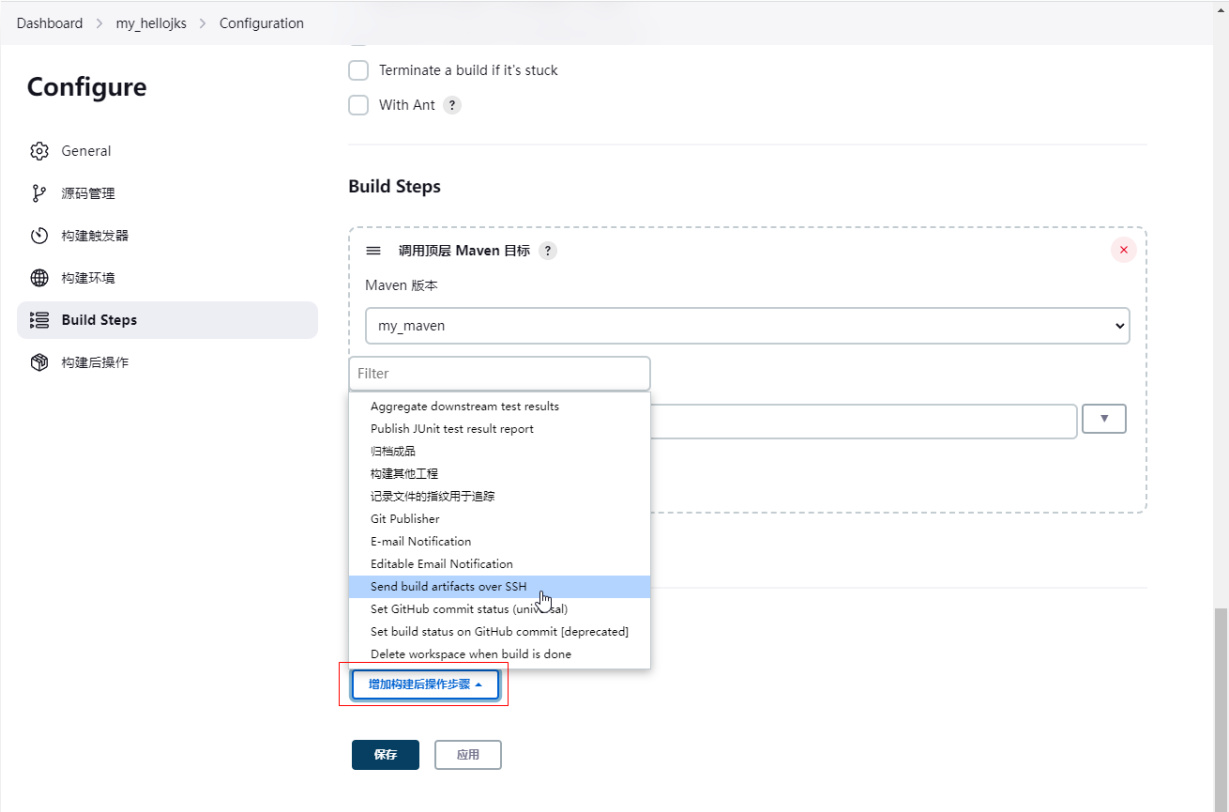 Dashboard > my_hellojks > Configuration
Configure
General
源码管理
构建触发器
构建环境
Build Steps
构建后操作
Terminate a build if it's stuck
With Ant ?
Build Steps
调用顶层 Maven 目标 ?
Maven 版本
my_maven
Filter
Aggregate downstream test results
Publish JUnit test result report
归档成品
构建其他工程
记录文件的指纹用于追踪
Git Publisher
E-mail Notification
Editable Email Notification
Send build artifacts over SSH
Set GitHub commit status (universal)
Set build status on GitHub commit [deprecated]
Delete workspace when build is done
增加构建后操作步骤
保存 应用